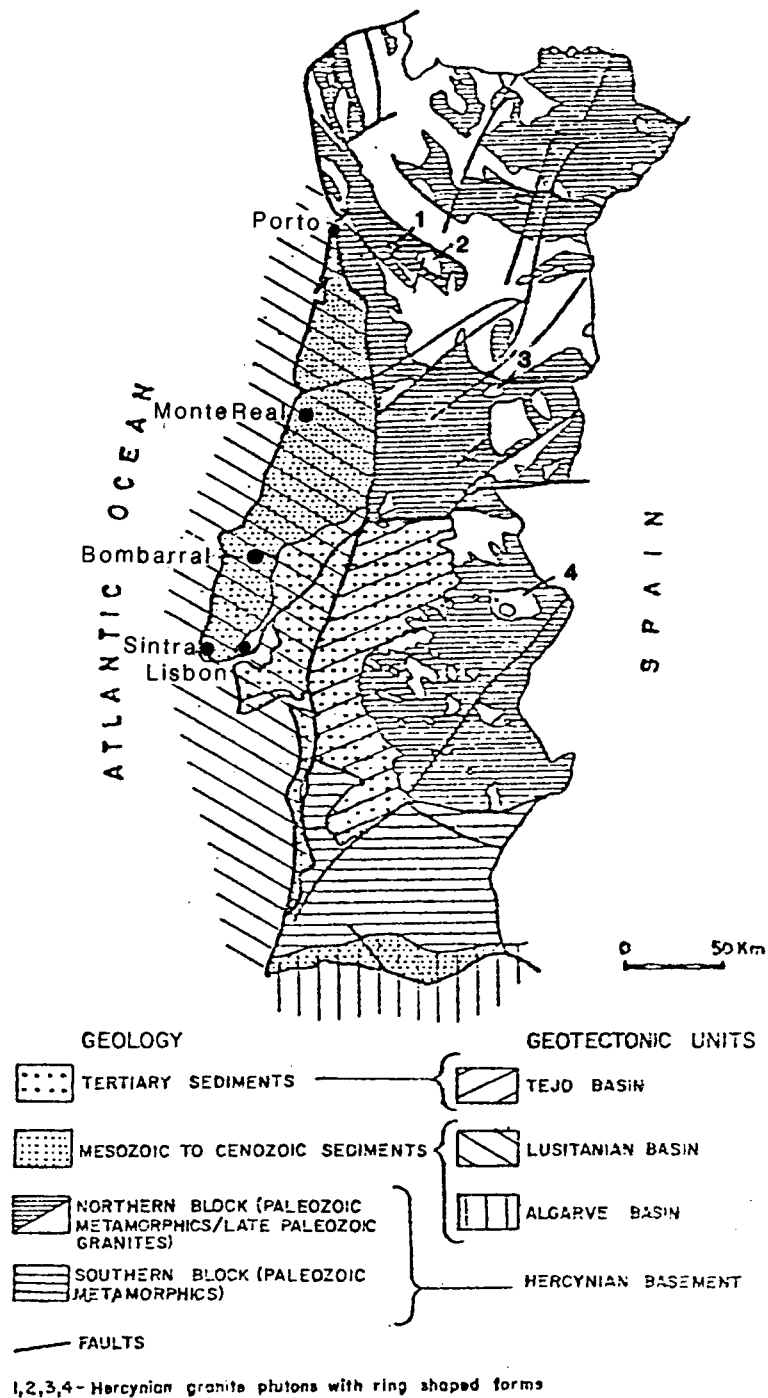 Porto
1
2
3
MonteReal
ATLANTIC OCEAN
Bombarral
4
SPAIN
Sintra
Lisbon
0 50 Km
GEOLOGY
GEOTECTONIC UNITS
TERTIARY SEDIMENTS
TEJO BASIN
MESOZOIC TO CENOZOIC SEDIMENTS
LUSITANIAN BASIN
NORTHERN BLOCK (PALEOZOIC
METAMORPHICS/LATE PALEOZOIC
GRANITES)
ALGARVE BASIN
SOUTHERN BLOCK (PALEOZOIC
METAMORPHICS)
HERCYNIAN BASEMENT
FAULTS
1,2,3,4- Hercynian granite plutons with ring shaped forms